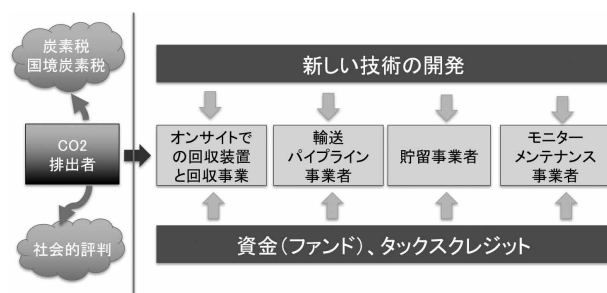 炭素税
国境炭素税
CO2
排出者
社会的評判
新しい技術の開発
オンサイトで
の回収装置
と回収事業
輸送
パイプライン
事業者
貯留事業者
モニター
メンテナンス
事業者
資金(ファンド)、タックスクレジット